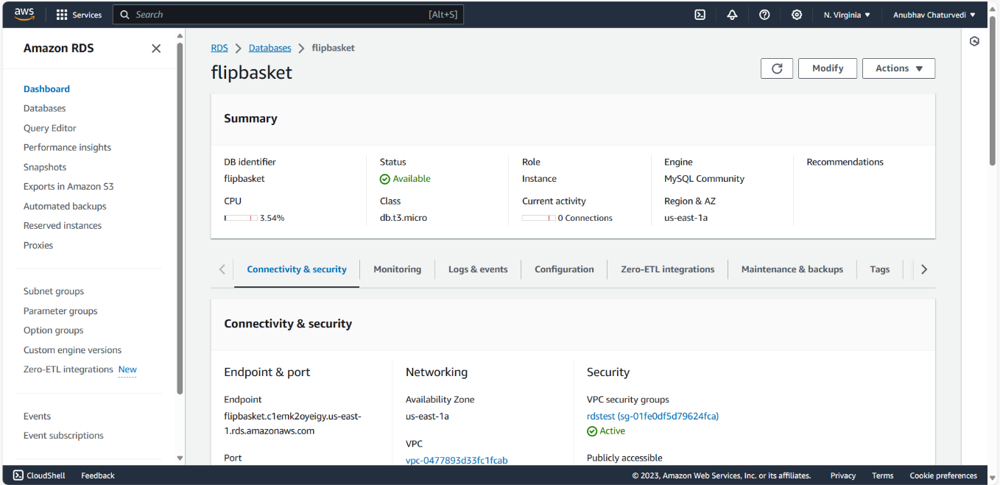 aws
Services
Search [Alt+S]
N. Virginia
Anubhav Chaturvedi
Amazon RDS
Dashboard
Databases
Query Editor
Performance insights
Snapshots
Exports in Amazon S3
Automated backups
Reserved instances
Proxies
Subnet groups
Parameter groups
Option groups
Custom engine versions
Zero-ETL integrations New
Events
Event subscriptions
RDS > Databases > flipbasket
flipbasket
Modify
Actions
Summary
DB identifier
flipbasket
CPU
3.54%
Status
Available
Class
db.t3.micro
Role
Instance
Current activity
0 Connections
Engine
MySQL Community
Region & AZ
us-east-1a
Recommendations
Connectivity & security
Monitoring
Logs & events
Configuration
Zero-ETL integrations
Maintenance & backups
Tags
Connectivity & security
Endpoint & port
Endpoint
flipbasket.c1emk2oyeigy.us-east-
1.rds.amazonaws.com
Port
Networking
Availability Zone
us-east-1a
VPC
vpc-0477893d33fc1fcab
Security
VPC security groups
rdstest (sg-01fe0df5d79624fca)
Active
Publicly accessible
CloudShell
Feedback
© 2023, Amazon Web Services, Inc. or its affiliates.
Privacy
Terms
Cookie preferences